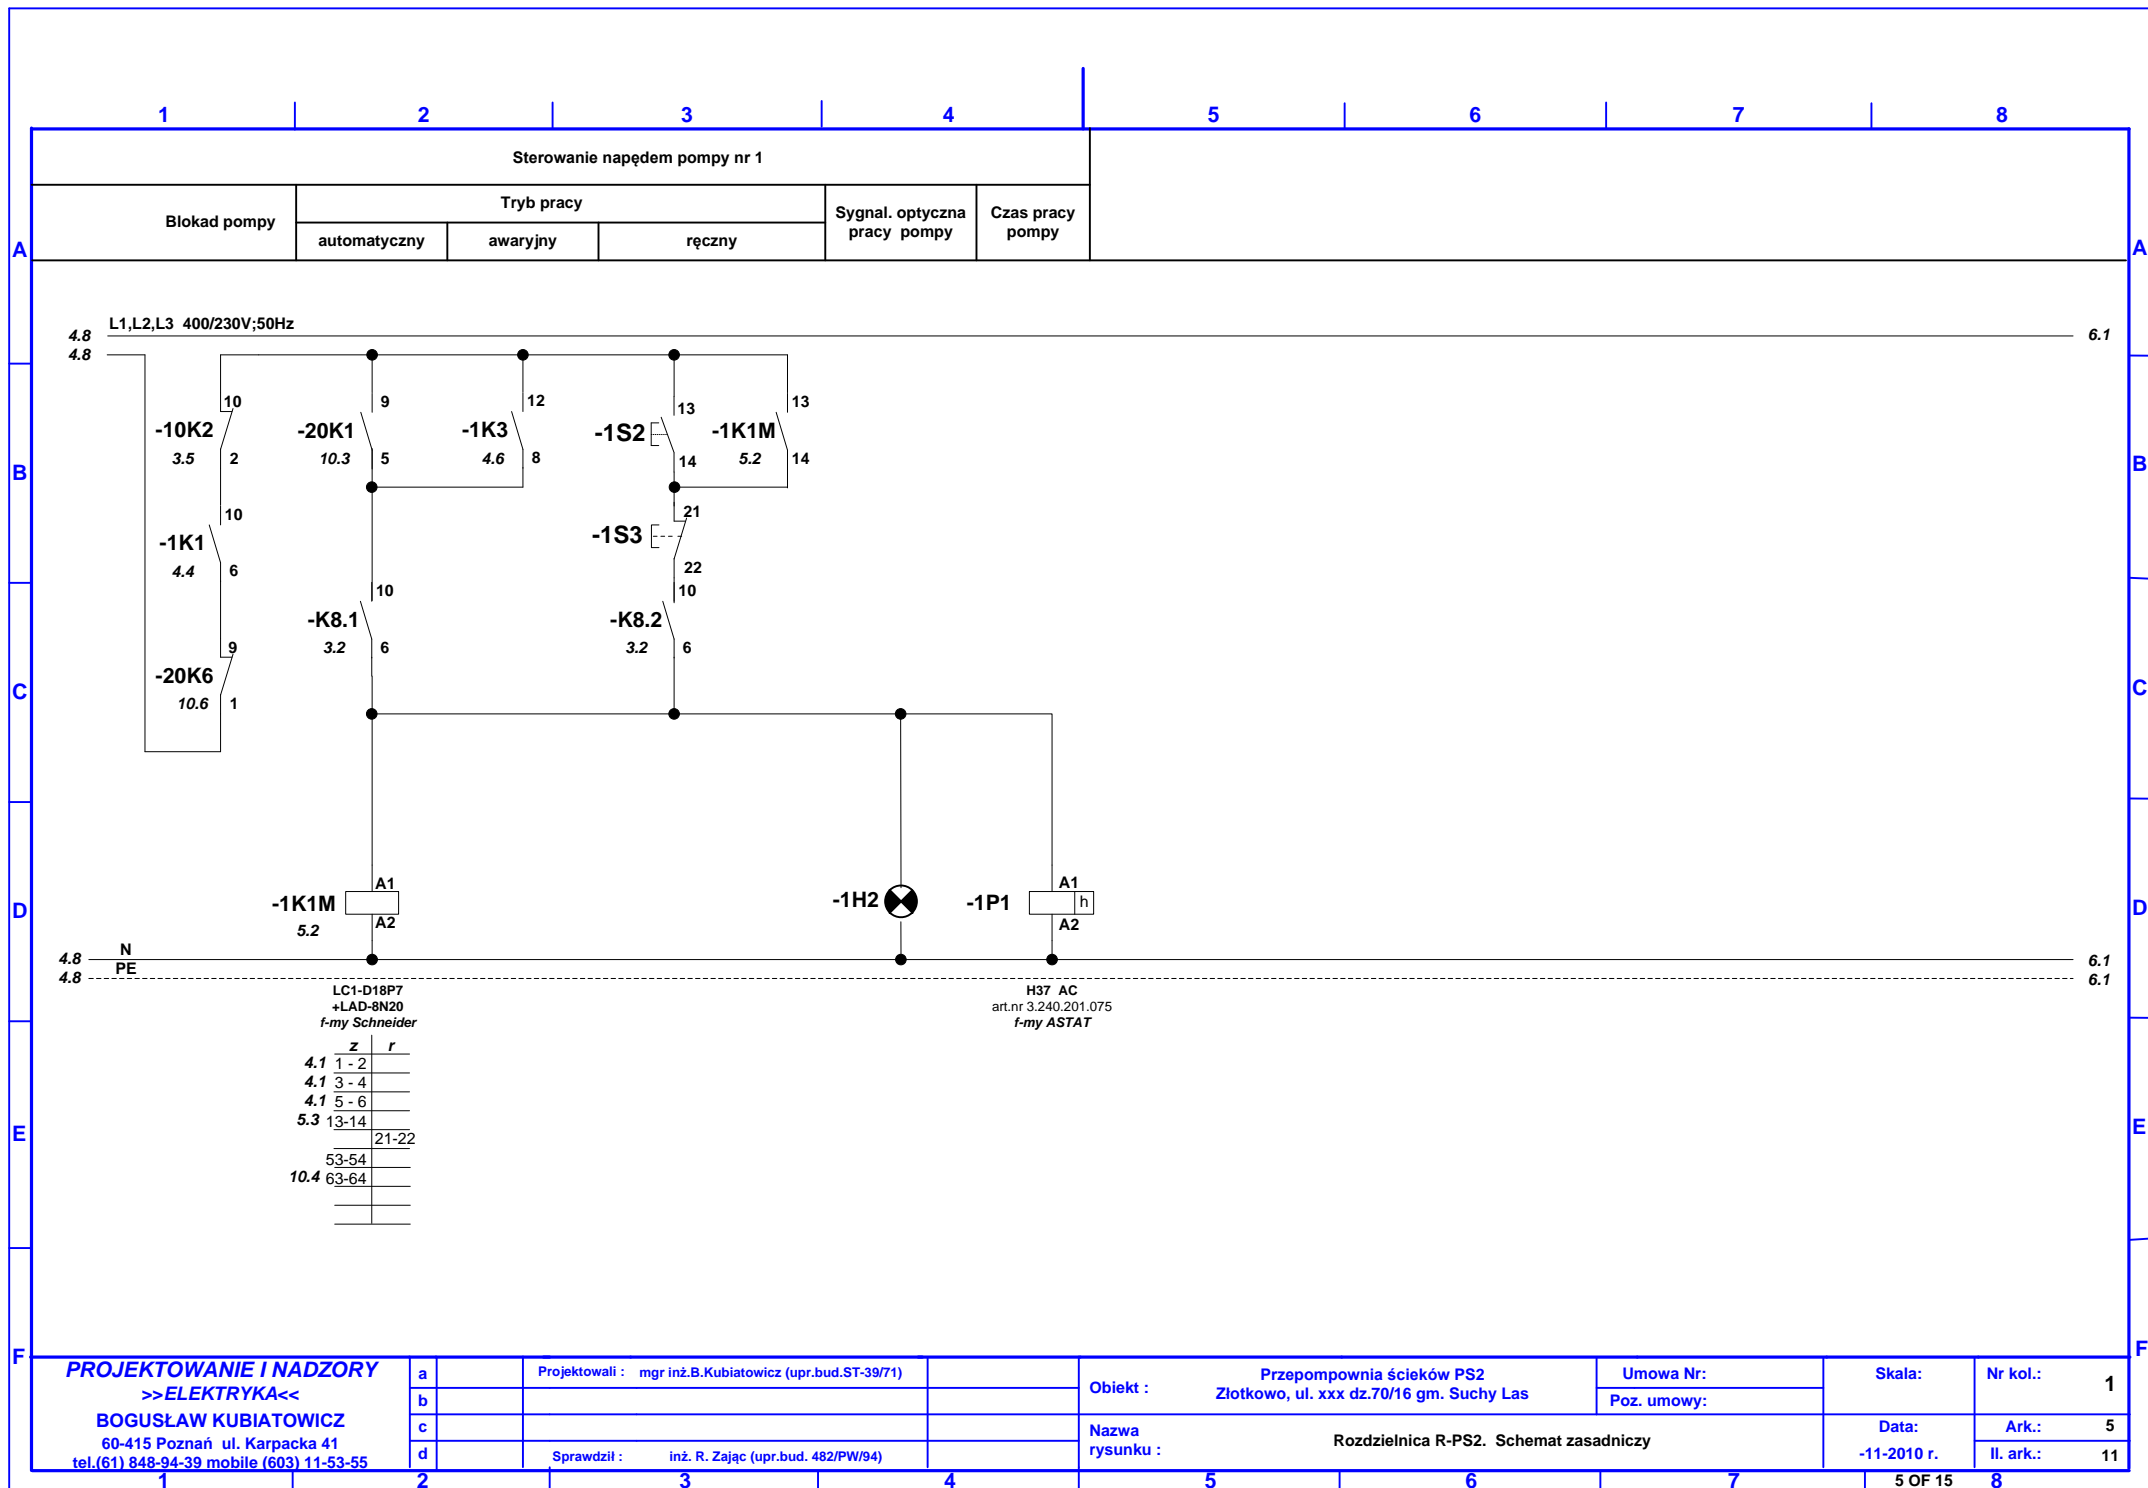 1 2 3 4 5 6 7 8
Sterowanie napędem pompy nr 1
Blokad pompy
Tryb pracy
automatyczny
awaryjny
ręczny
Sygnal. optyczna
pracy pompy
Czas pracy
pompy
A A
L1,L2,L3 400/230V;50Hz
4.8 6.1
4.8
10
-10K2
3.5 2
9
-20K1
10.3 5
12
-1K3
4.6 8
13
-1S2
14
13
-1K1M
5.2 14
B B
10
-1K1
4.4 6
21
-1S3
22
10
-K8.1
3.2 6
10
-K8.2
3.2 6
9
-20K6
10.6 1
C C
A1
-1K1M
5.2 A2
-1H2
-1P1
A1
h
A2
D D
4.8 N 6.1
4.8 PE 6.1
LC1-D18P7
+LAD-8N20
f-my Schneider
H37 AC
art.nr 3.240.201.075
f-my ASTAT
z r
4.1 1 - 2
4.1 3 - 4
4.1 5 - 6
5.3 13-14
21-22
53-54
10.4 63-64
E E
F F
PROJEKTOWANIE I NADZORY
>>ELEKTRYKA<<
BOGUSŁAW KUBIATOWICZ
60-415 Poznań ul. Karpacka 41
tel.(61) 848-94-39 mobile (603) 11-53-55
a
b
c
d
Projektowali : mgr inż.B.Kubiatowicz (upr.bud.ST-39/71)
Sprawdził : inż. R. Zając (upr.bud. 482/PW/94)
Obiekt :
Przepompownia ścieków PS2
Złotkowo, ul. xxx dz.70/16 gm. Suchy Las
Nazwa
rysunku :
Rozdzielnica R-PS2. Schemat zasadniczy
Umowa Nr:
Poz. umowy:
Skala:
Data:
-11-2010 r.
Nr kol.: 1
Ark.: 5
Il. ark.: 11
1 2 3 4 5 6 7 8
5 OF 15